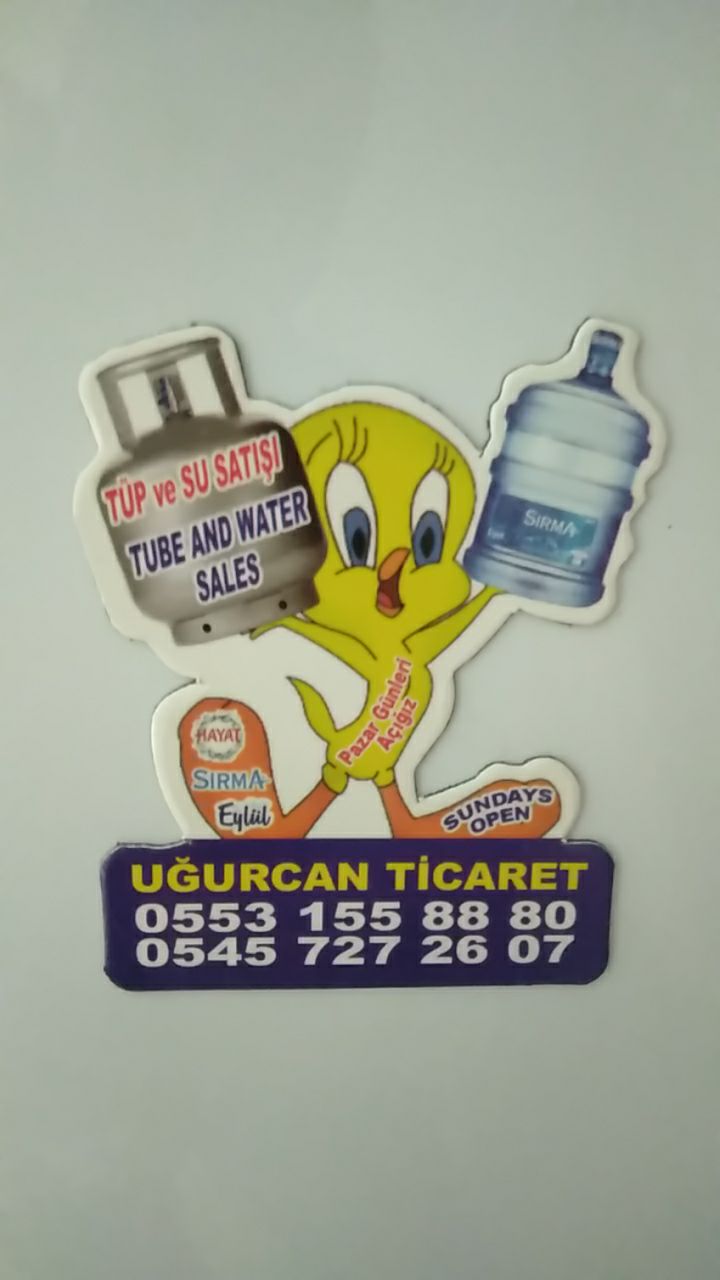 TÜP ve SU SATIŞI
TUBE AND WATER
SALES
SIRMA
Pazar Günleri
Açığız
HAYAT
SIRMA
Eylül
SUNDAYS
OPEN
UĞURCAN TİCARET
0553 155 88 80
0545 727 26 07